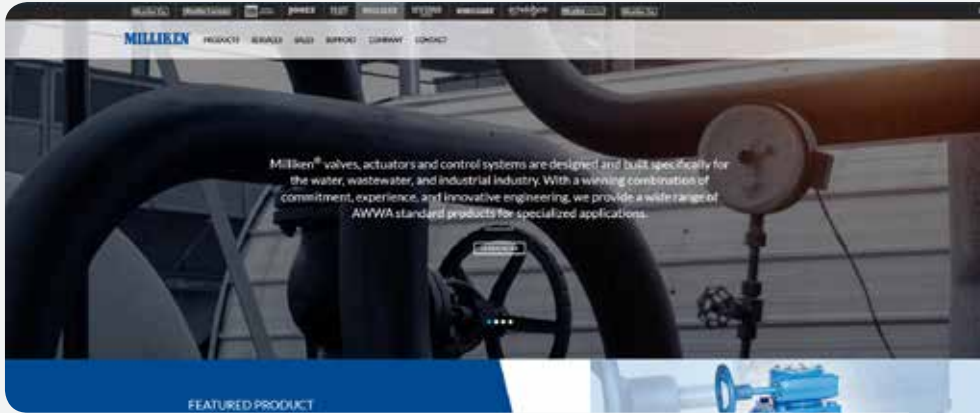 MILLIKEN
PRODUCTS SERVICES SALES SUPPORT COMPANY CONTACT
Milliken® valves, actuators and control systems are designed and built specifically for
the water, wastewater, and industrial industry. With a winning combination of
commitment, experience, and innovative engineering, we provide a wide range of
AWWA standard products for specialized applications.
FEATURED PRODUCT